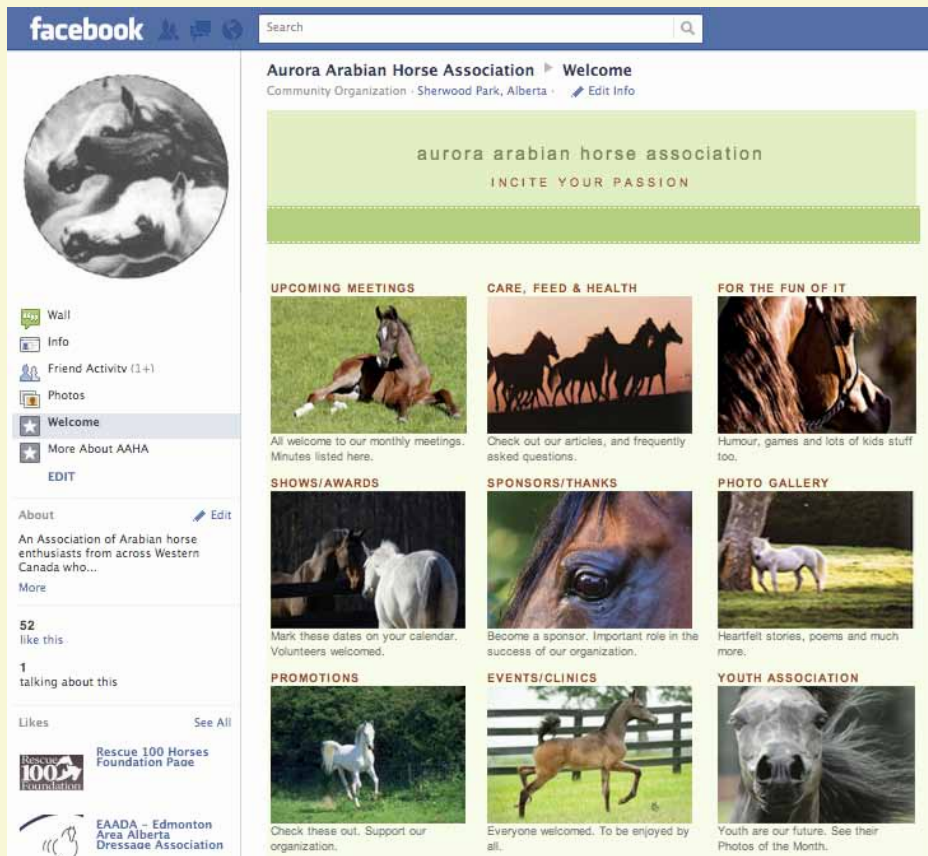 facebook
Search
Aurora Arabian Horse Association ▶ Welcome
Community Organization · Sherwood Park, Alberta · Edit Info
aurora arabian horse association
INCITE YOUR PASSION
Wall
Info
Friend Activity (1+)
Photos
Welcome
More About AAHA
EDIT
About Edit
An Association of Arabian horse
enthusiasts from across Western
Canada who...
More
52
like this
1
talking about this
Likes See All
Rescue
100
Foundation
Rescue 100 Horses
Foundation Page
EAADA – Edmonton
Area Alberta
Dressage Association
UPCOMING MEETINGS
All welcome to our monthly meetings.
Minutes listed here.
CARE, FEED & HEALTH
Check out our articles, and frequently
asked questions.
FOR THE FUN OF IT
Humour, games and lots of kids stuff
too.
SHOWS/AWARDS
Mark these dates on your calendar.
Volunteers welcomed.
SPONSORS/THANKS
Become a sponsor. Important role in the
success of our organization.
PHOTO GALLERY
Heartfelt stories, poems and much
more.
PROMOTIONS
Check these out. Support our
organization.
EVENTS/CLINICS
Everyone welcomed. To be enjoyed by
all.
YOUTH ASSOCIATION
Youth are our future. See their
Photos of the Month.